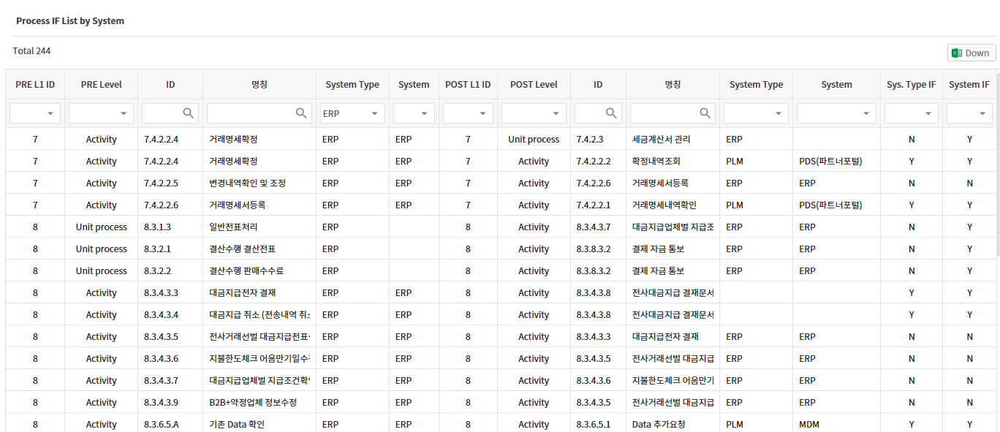 Process IF List by System
Total 244
Down
PRE L1 ID PRE Level ID 명칭 System Type System POST L1 ID POST Level ID 명칭 System Type System Sys. Type IF System IF
ERP
7 Activity 7.4.2.2.4 거래명세확정 ERP ERP 7 Unit process 7.4.2.3 세금계산서 관리 ERP N Y
7 Activity 7.4.2.2.4 거래명세확정 ERP ERP 7 Activity 7.4.2.2.2 확정내역조회 PLM PDS(파트너포털) Y Y
7 Activity 7.4.2.2.5 변경내역확인 및 조정 ERP ERP 7 Activity 7.4.2.2.6 거래명세서등록 ERP ERP N N
7 Activity 7.4.2.2.6 거래명세서등록 ERP ERP 7 Activity 7.4.2.2.1 거래명세내역확인 PLM PDS(파트너포털) Y Y
8 Unit process 8.3.1.3 일반전표처리 ERP 8 Activity 8.3.4.3.7 대금지급업체별 지급조 ERP ERP N Y
8 Unit process 8.3.2.1 결산수행 결산전표 ERP 8 Activity 8.3.8.3.2 결제 자금 통보 ERP ERP N Y
8 Unit process 8.3.2.2 결산수행 판매수수료 ERP 8 Activity 8.3.8.3.2 결제 자금 통보 ERP ERP N Y
8 Activity 8.3.4.3.3 대금지급전자 결재 ERP ERP 8 Activity 8.3.4.3.8 전사대금지급 결재문서 Y Y
8 Activity 8.3.4.3.4 대금지급 취소 (전송내역 취소 ERP ERP 8 Activity 8.3.4.3.8 전사대금지급 결재문서 Y Y
8 Activity 8.3.4.3.5 전사거래선별 대금지급전표 ERP ERP 8 Activity 8.3.4.3.3 대금지급전자 결재 ERP ERP N N
8 Activity 8.3.4.3.6 지불한도체크 어음만기일수 ERP ERP 8 Activity 8.3.4.3.5 전사거래선별 대금지급 ERP ERP N N
8 Activity 8.3.4.3.7 대금지급업체별 지급조건확 ERP ERP 8 Activity 8.3.4.3.6 지불한도체크 어음만기 ERP ERP N N
8 Activity 8.3.4.3.9 B2B+약정업체 정보수정 ERP ERP 8 Activity 8.3.4.3.5 전사거래선별 대금지급 ERP ERP N N
8 Activity 8.3.6.5.A 기존 Data 확인 ERP ERP 8 Activity 8.3.6.5.1 Data 추가요청 PLM MDM Y Y